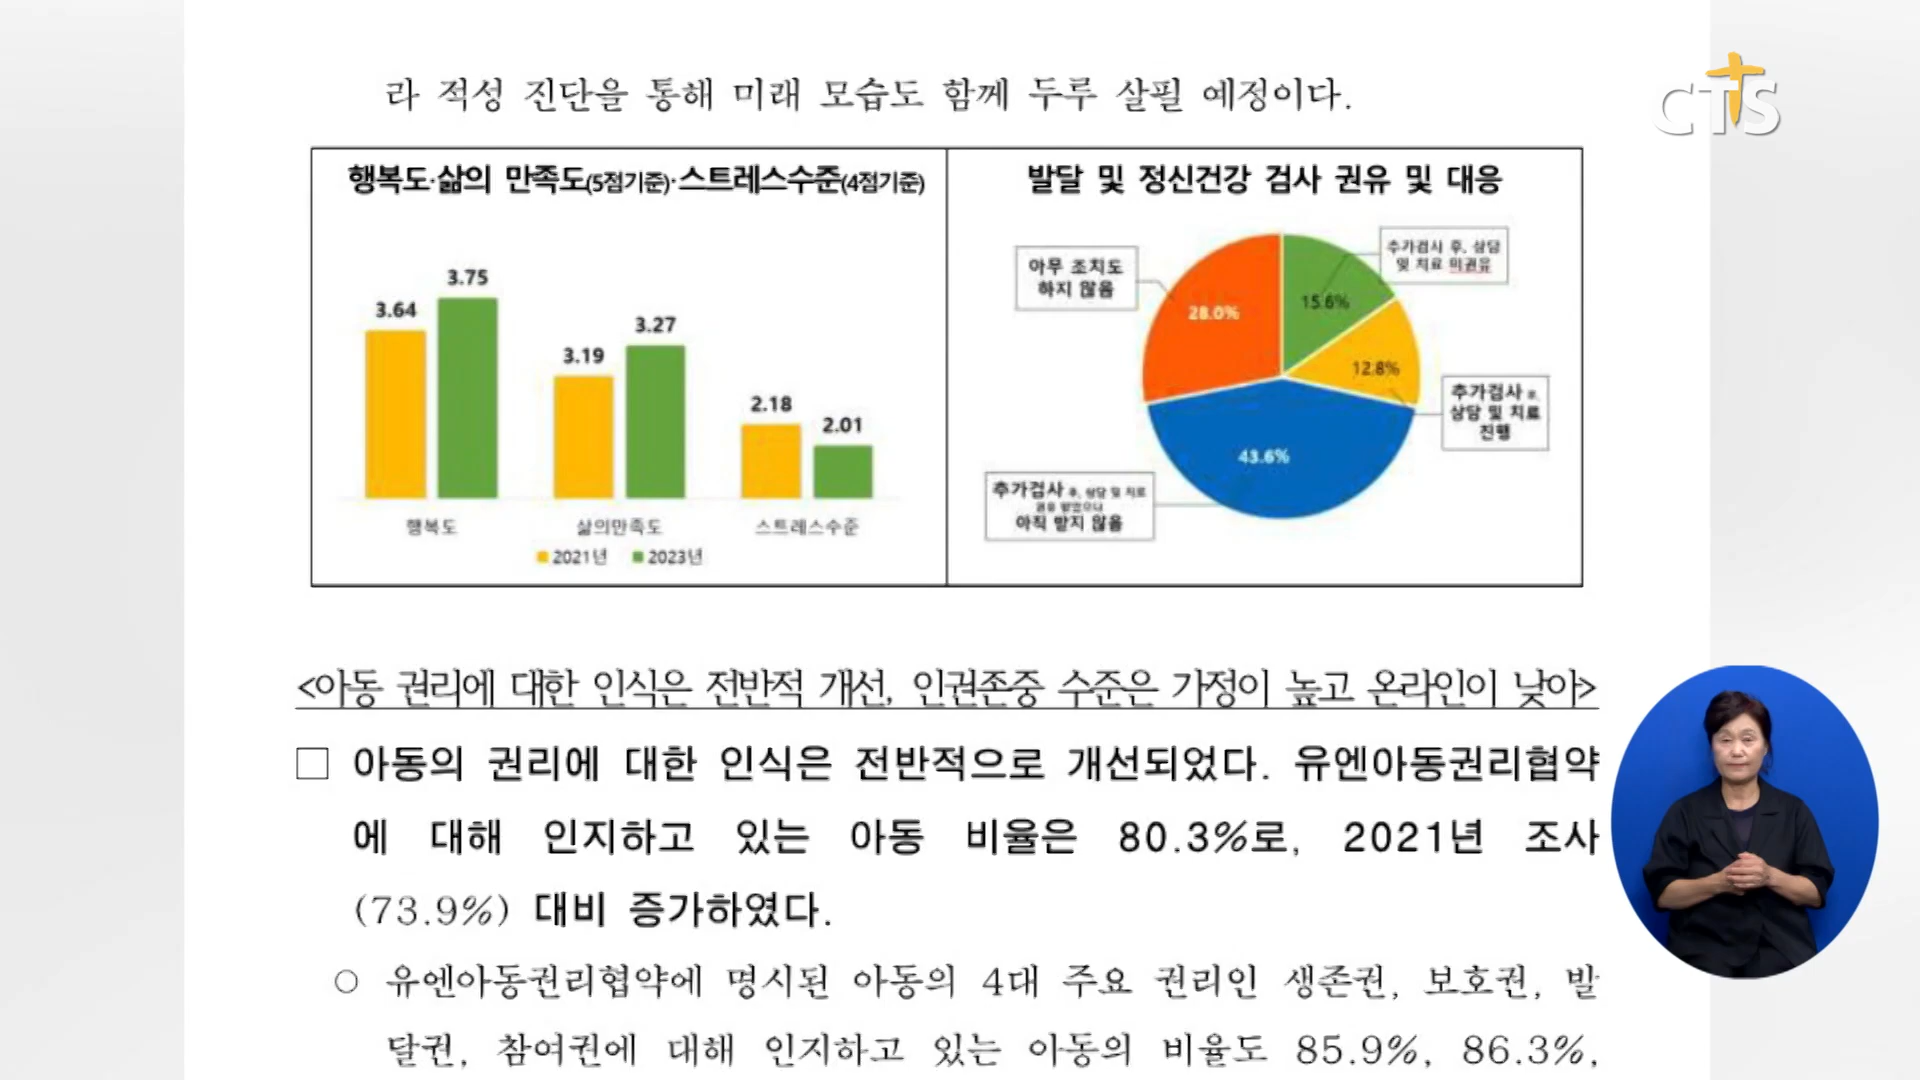 라 적성 진단을 통해 미래 모습도 함께 두루 살필 예정이다.
CTS
행복도·삶의 만족도(5점기준)·스트레스수준(4점기준)
3.64
3.75
3.19
3.27
2.18
2.01
행복도
삶의만족도
스트레스수준
2021년
2023년
발달 및 정신건강 검사 권유 및 대응
아무 조치도
하지 않음
28.0%
추가검사 후, 상담
및 치료 미권유
15.6%
12.8%
추가검사 후,
상담 및 치료
진행
43.6%
추가검사 후, 상담 및 치료
권유 받았으나
아직 받지 않음
<아동 권리에 대한 인식은 전반적 개선, 인권존중 수준은 가정이 높고 온라인이 낮아>
□ 아동의 권리에 대한 인식은 전반적으로 개선되었다. 유엔아동권리협약
에 대해 인지하고 있는 아동 비율은 80.3%로, 2021년 조사
(73.9%) 대비 증가하였다.
○ 유엔아동권리협약에 명시된 아동의 4대 주요 권리인 생존권, 보호권, 발
달권, 참여권에 대해 인지하고 있는 아동의 비율도 85.9%, 86.3%,